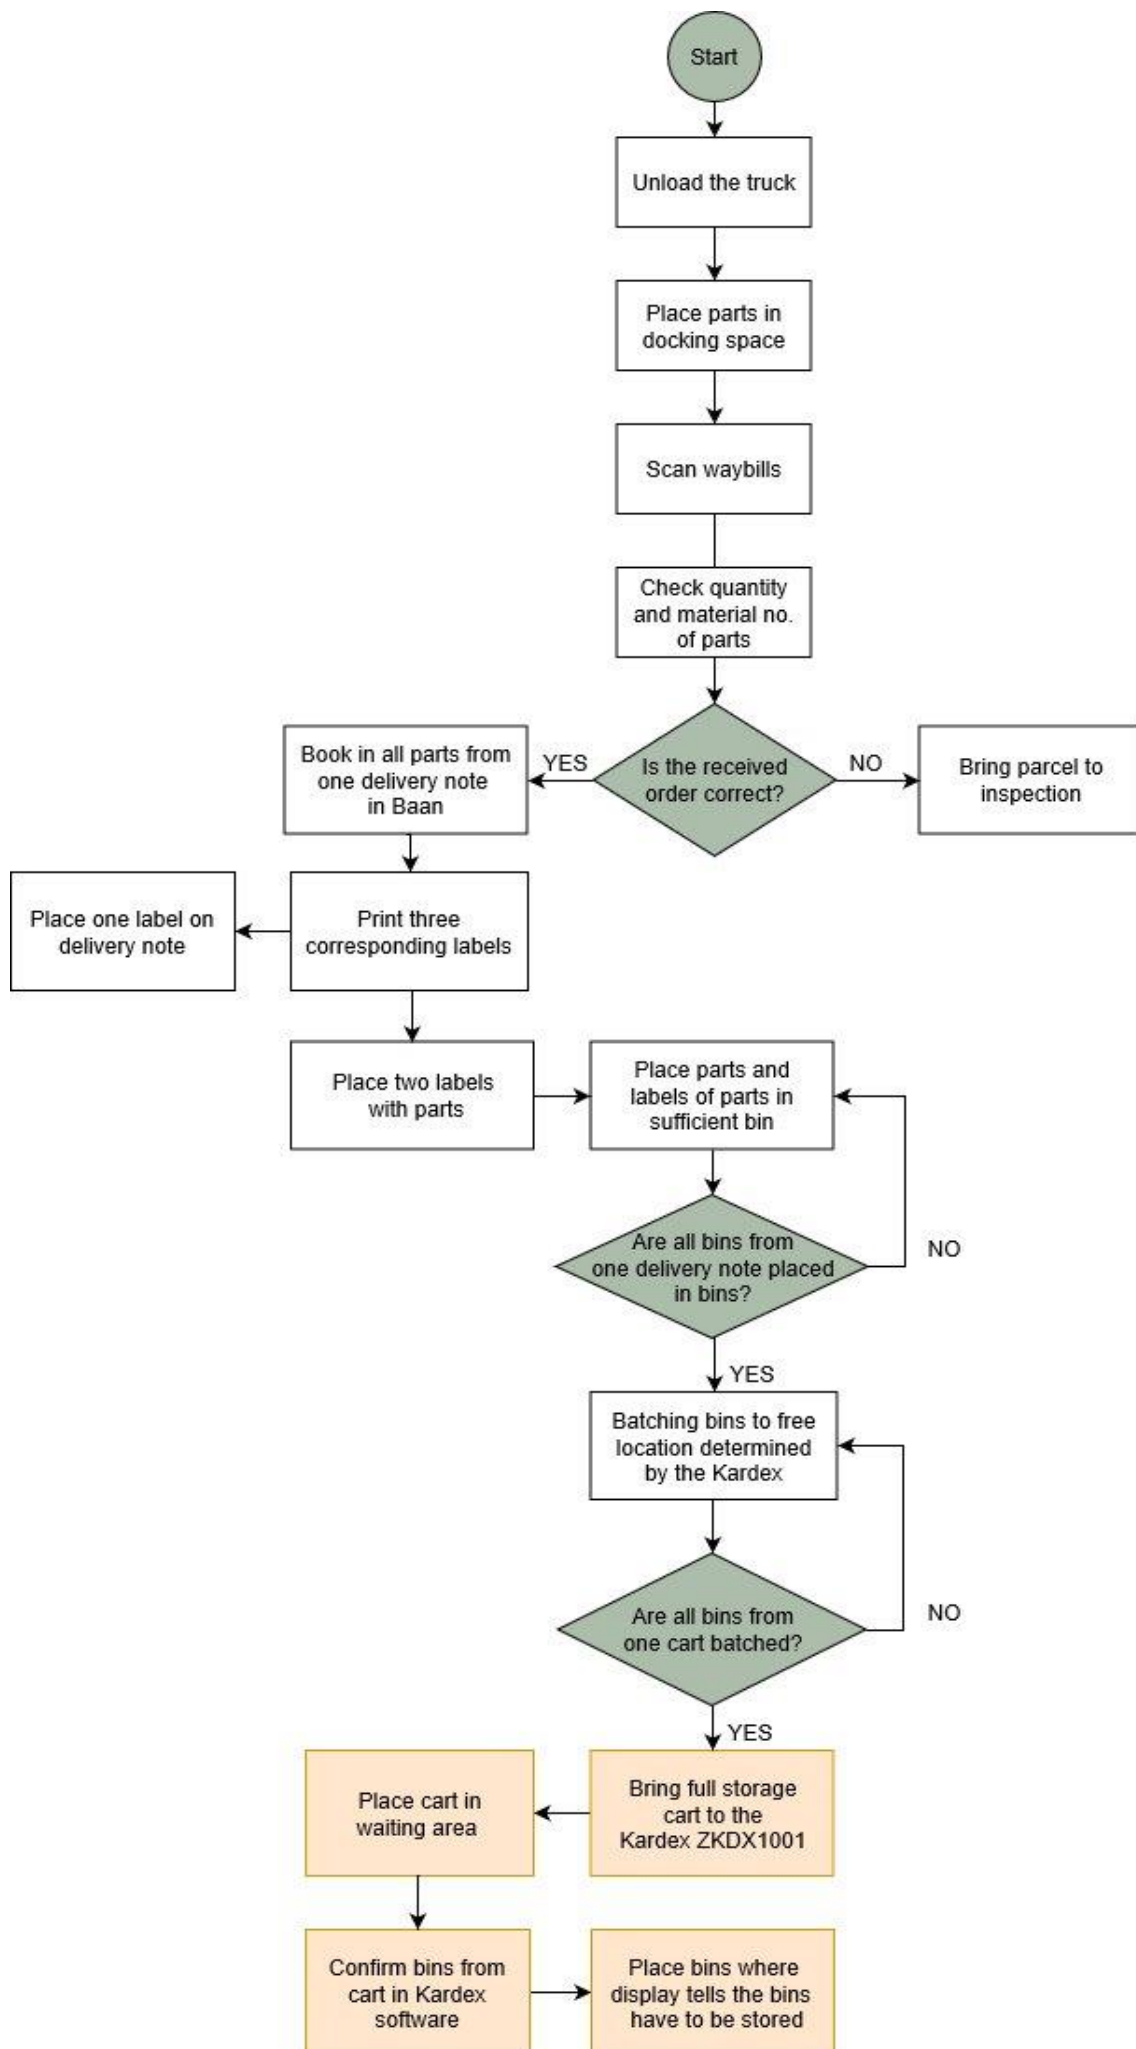 Start
Unload the truck
Place parts in
docking space
Scan waybills
Check quantity
and material no.
of parts
Is the received
order correct?
YES
NO
Book in all parts from
one delivery note
in Baan
Bring parcel to
inspection
Place one label on
delivery note
Print three
corresponding labels
Place two labels
with parts
Place parts and
labels of parts in
sufficient bin
Are all bins from
one delivery note placed
in bins?
NO
YES
Batching bins to free
location determined
by the Kardex
Are all bins from
one cart batched?
NO
YES
Bring full storage
cart to the
Kardex ZKDX1001
Place cart in
waiting area
Confirm bins from
cart in Kardex
software
Place bins where
display tells the bins
have to be stored